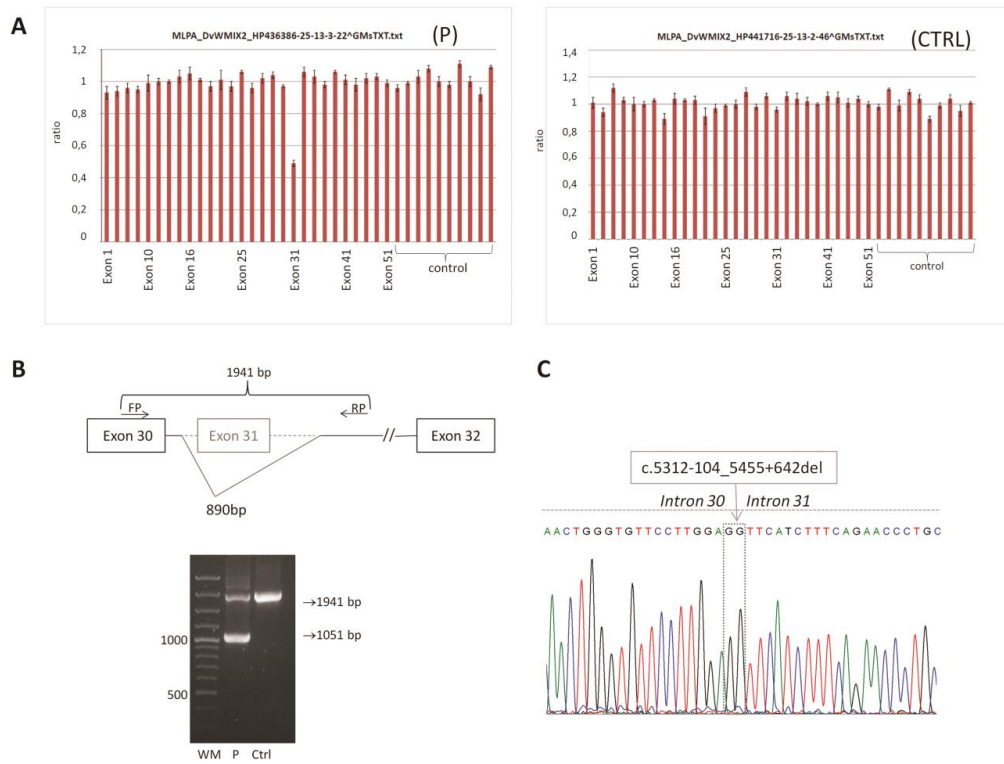 A
MLPA_DvWMIX2_HP436386-25-13-3-22^GMsTXT.txt
(P)
1,2
1
0,8
0,6
0,4
0,2
0
ratio
Exon 1
Exon 10
Exon 16
Exon 25
Exon 31
Exon 41
Exon 51
control
MLPA_DvWMIX2_HP441716-25-13-2-46^GMsTXT.txt
(CTRL)
1,4
1,2
1
0,8
0,6
0,4
0,2
0
ratio
Exon 1
Exon 10
Exon 16
Exon 25
Exon 31
Exon 41
Exon 51
control
B
1941 bp
FP
RP
Exon 30
Exon 31
Exon 32
890bp
→1941 bp
→1051 bp
1000
500
WM P Ctrl
C
c.5312-104_5455+642del
Intron 30 Intron 31
AACTGGGTGTTCCTTGGAGGTTCATCTTTCAGAACCCTGC